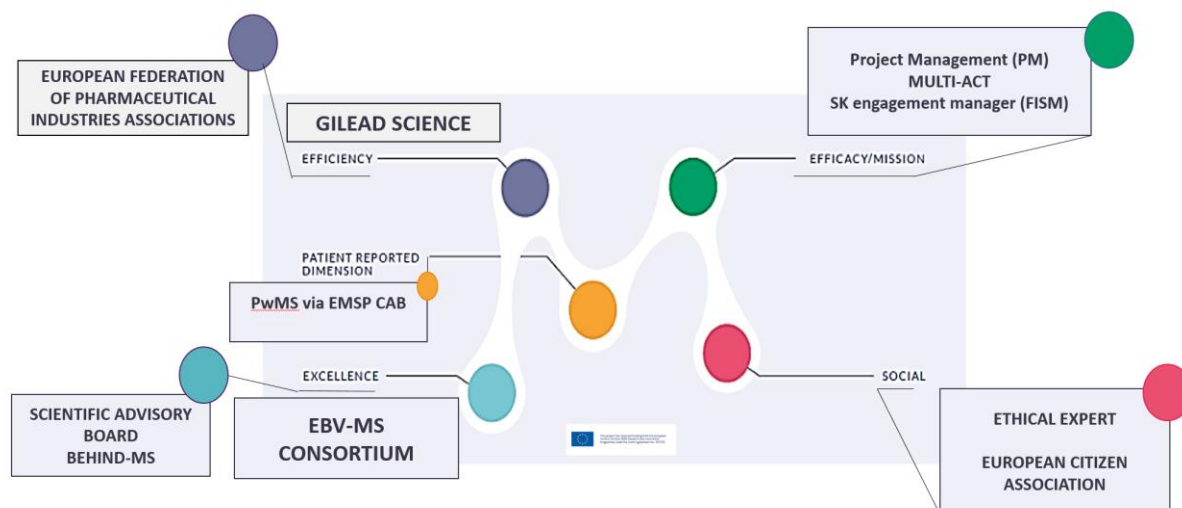 EUROPEAN FEDERATION
OF PHARMACEUTICAL
INDUSTRIES ASSOCIATIONS
GILEAD SCIENCE
EFFICIENCY
Project Management (PM)
MULTI-ACT
SK engagement manager (FISM)
EFFICACY/MISSION
PATIENT REPORTED
DIMENSION
PwMS via EMSP CAB
EXCELLENCE
SCIENTIFIC ADVISORY
BOARD
BEHIND-MS
EBV-MS
CONSORTIUM
SOCIAL
ETHICAL EXPERT
EUROPEAN CITIZEN
ASSOCIATION